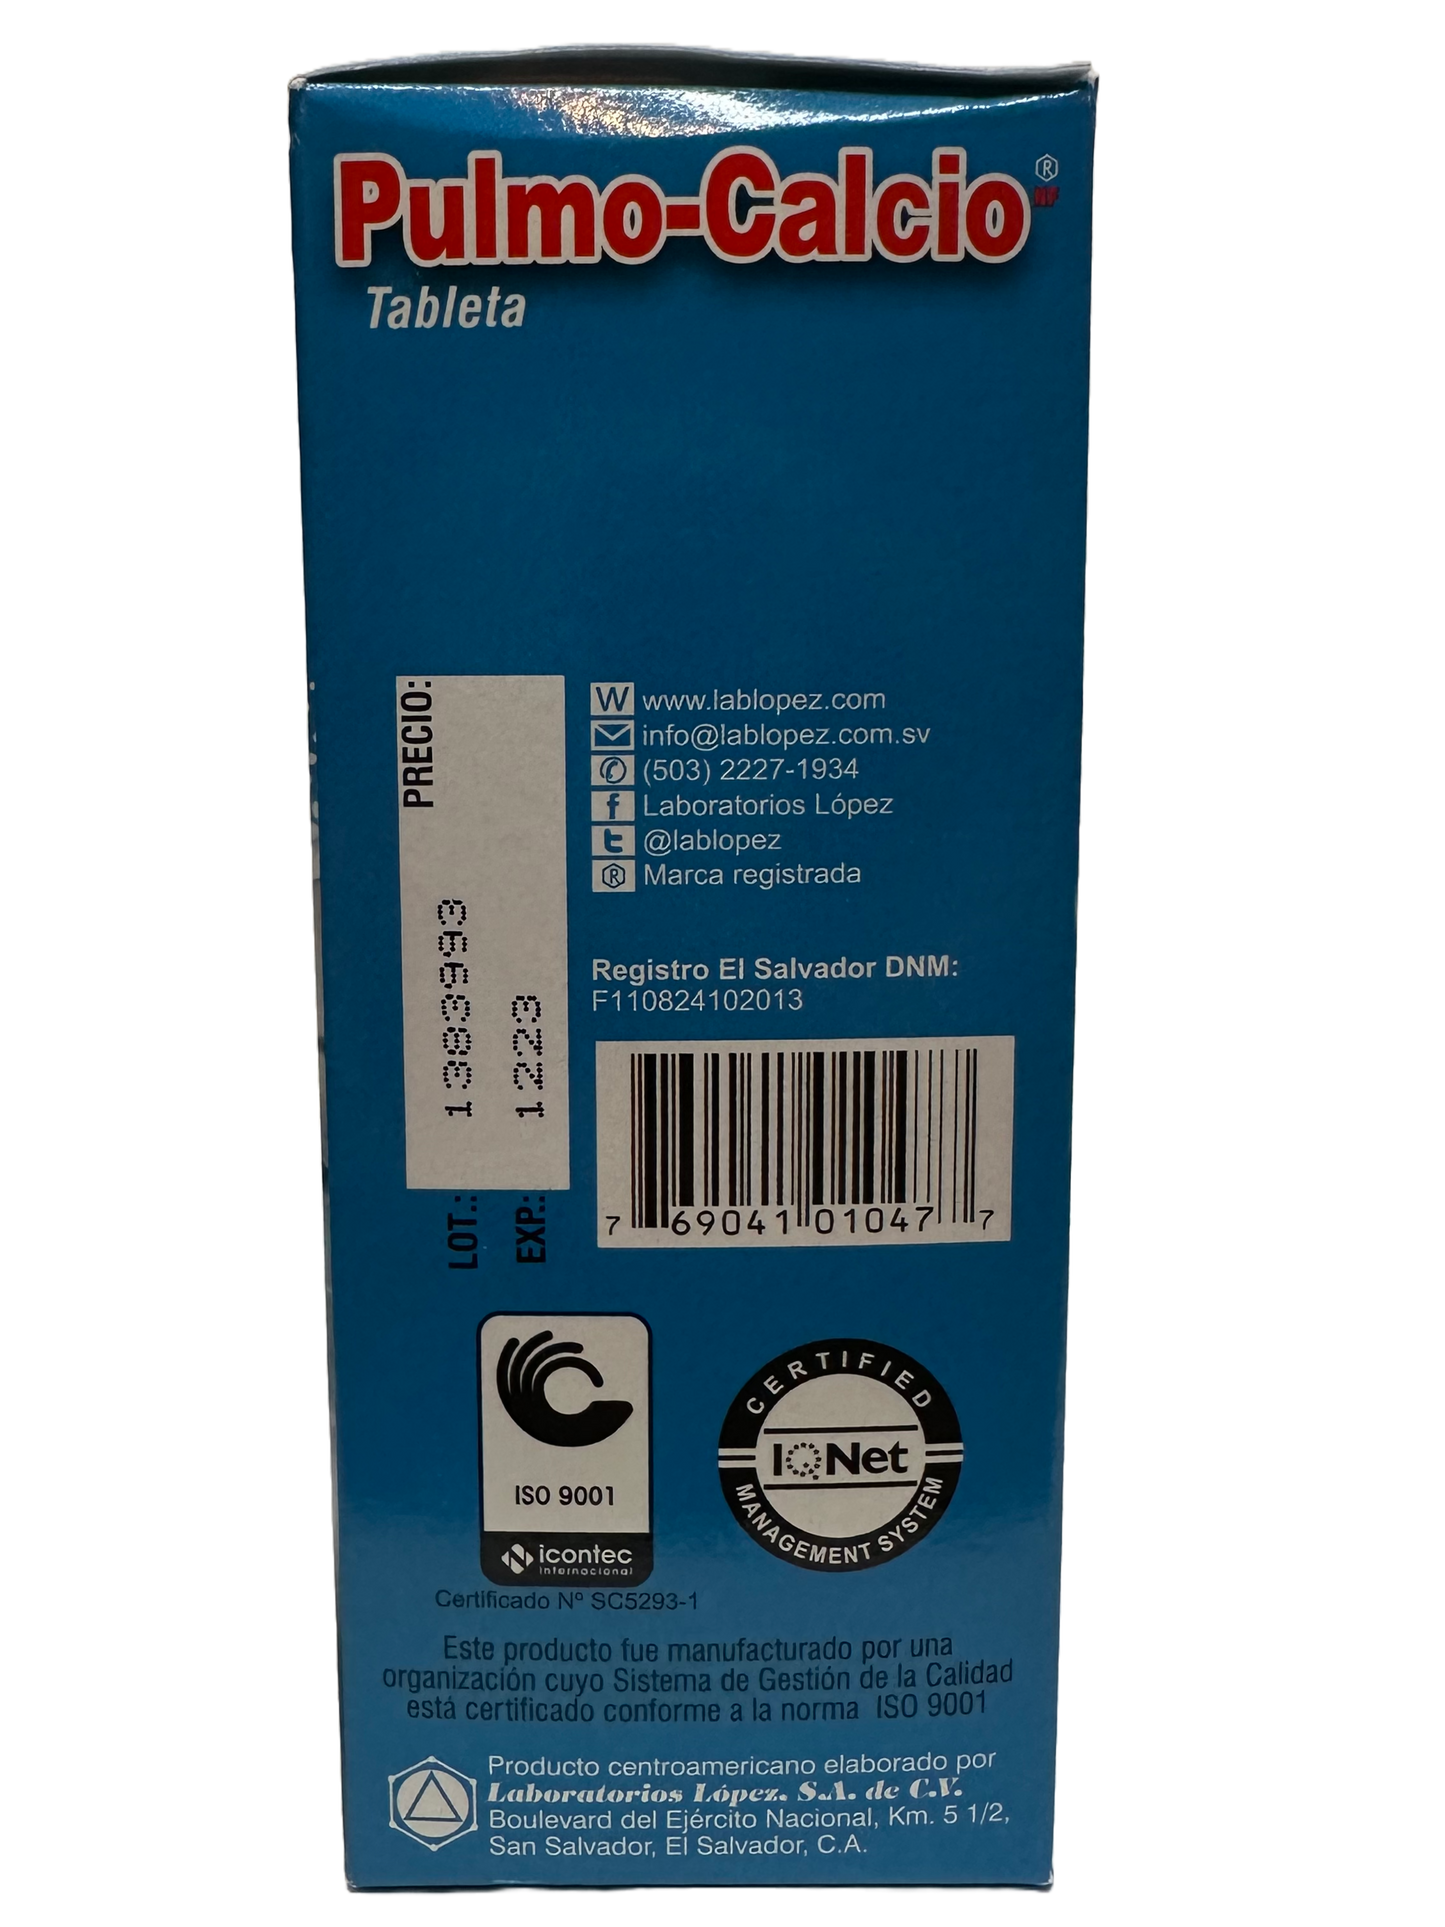 Pulmo-Calcio®
NF
Tableta
PRECIO:
W www.lablopez.com
info@lablopez.com.sv
(503) 2227-1934
f Laboratorios López
t @lablopez
® Marca registrada
LOT.: 1383993
EXP.: 1223
Registro El Salvador DNM:
F110824102013
7 69041 01047 7
ISO 9001
icontec
internacional
CERTIFIED
IQNet
MANAGEMENT SYSTEM
Certificado Nº SC5293-1
Este producto fue manufacturado por una
organización cuyo Sistema de Gestión de la Calidad
está certificado conforme a la norma ISO 9001
Producto centroamericano elaborado por
Laboratorios López. S.A. de C.V.
Boulevard del Ejército Nacional, Km. 5 1/2,
San Salvador, El Salvador, C.A.